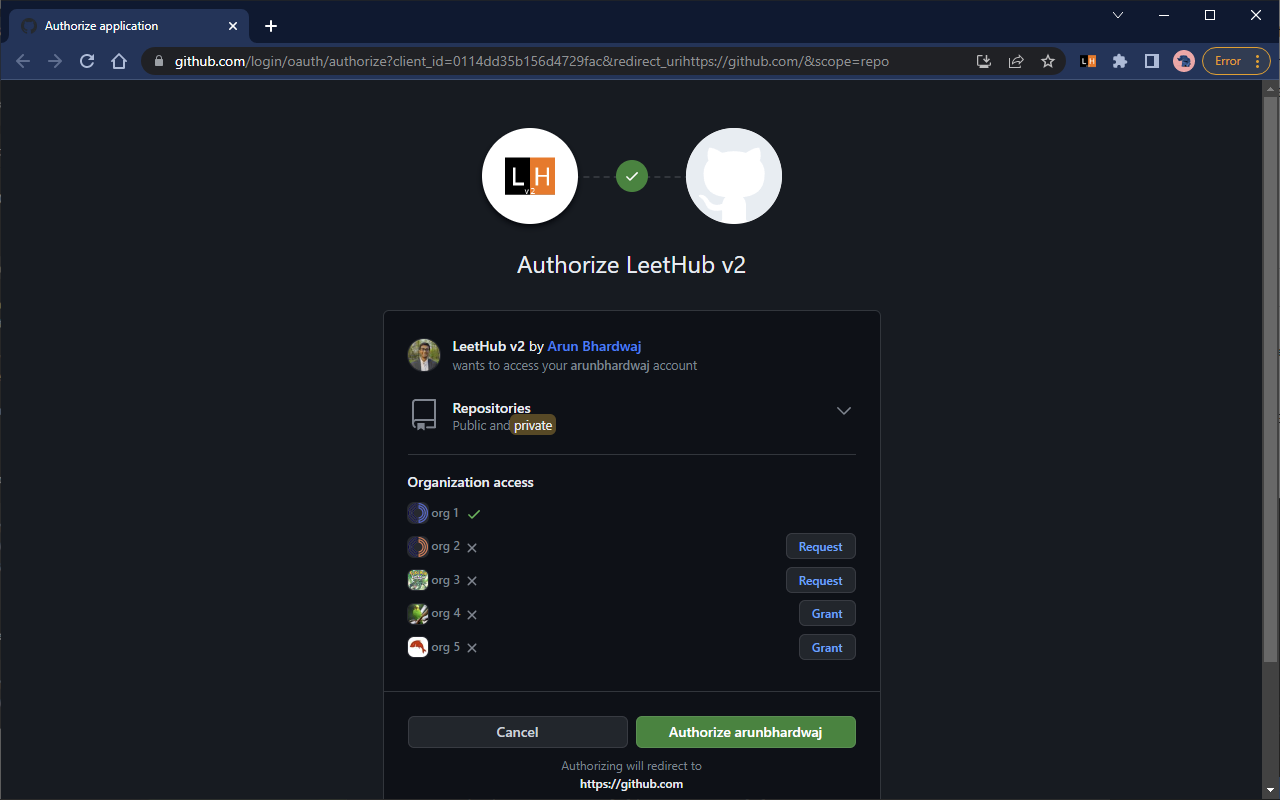 Authorize application
github.com/login/oauth/authorize?client_id=0114dd35b156d4729fac&redirect_urihttps://github.com/&scope=repo
LH
Error
LH
v2
Authorize LeetHub v2
LeetHub v2 by Arun Bhardwaj
wants to access your arunbhardwaj account
Repositories
Public and private
Organization access
org 1
org 2
Request
org 3
Request
org 4
Grant
org 5
Grant
Cancel
Authorize arunbhardwaj
Authorizing will redirect to
https://github.com